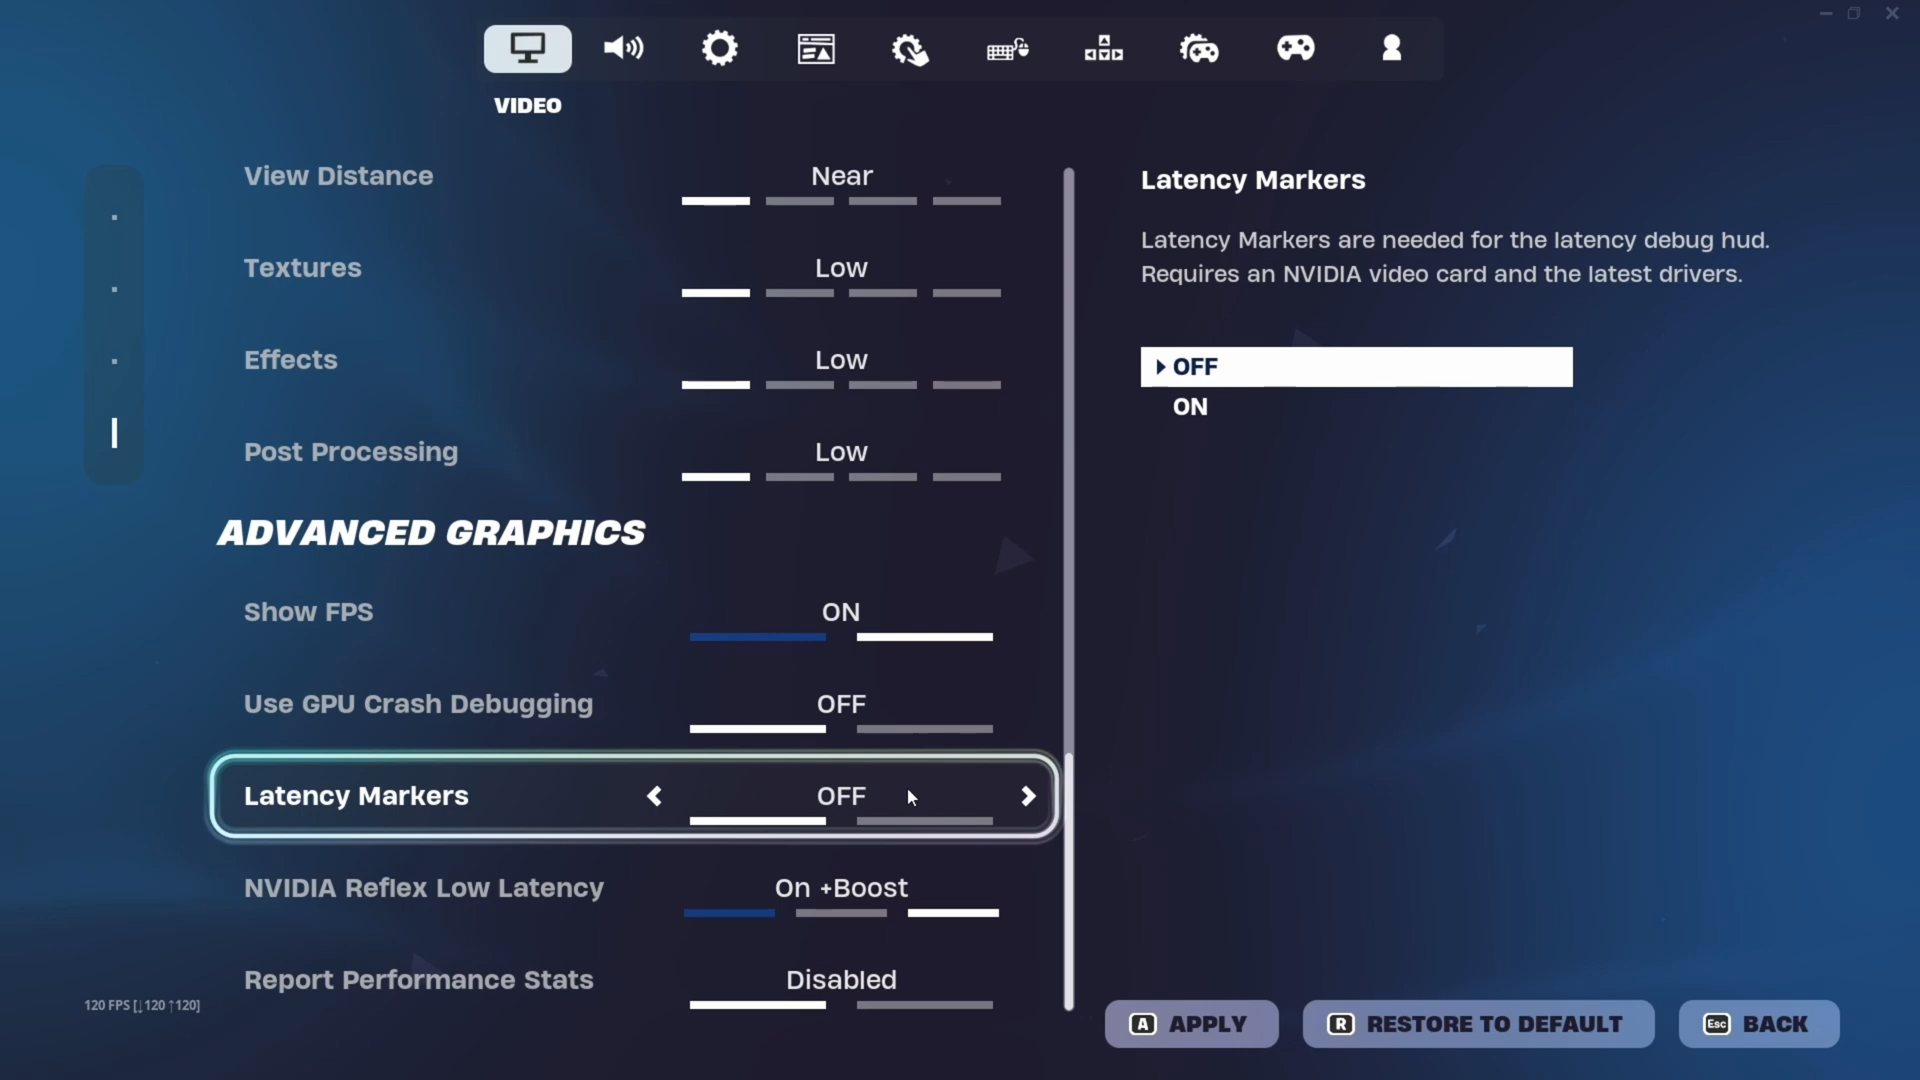 VIDEO
View Distance
Near
Textures
Low
Effects
Low
Post Processing
Low
ADVANCED GRAPHICS
Show FPS
ON
Use GPU Crash Debugging
OFF
Latency Markers
OFF
NVIDIA Reflex Low Latency
On +Boost
Report Performance Stats
Disabled
120 FPS [↓120 ↑120]
Latency Markers
Latency Markers are needed for the latency debug hud.
Requires an NVIDIA video card and the latest drivers.
OFF
ON
A APPLY
R RESTORE TO DEFAULT
Esc BACK